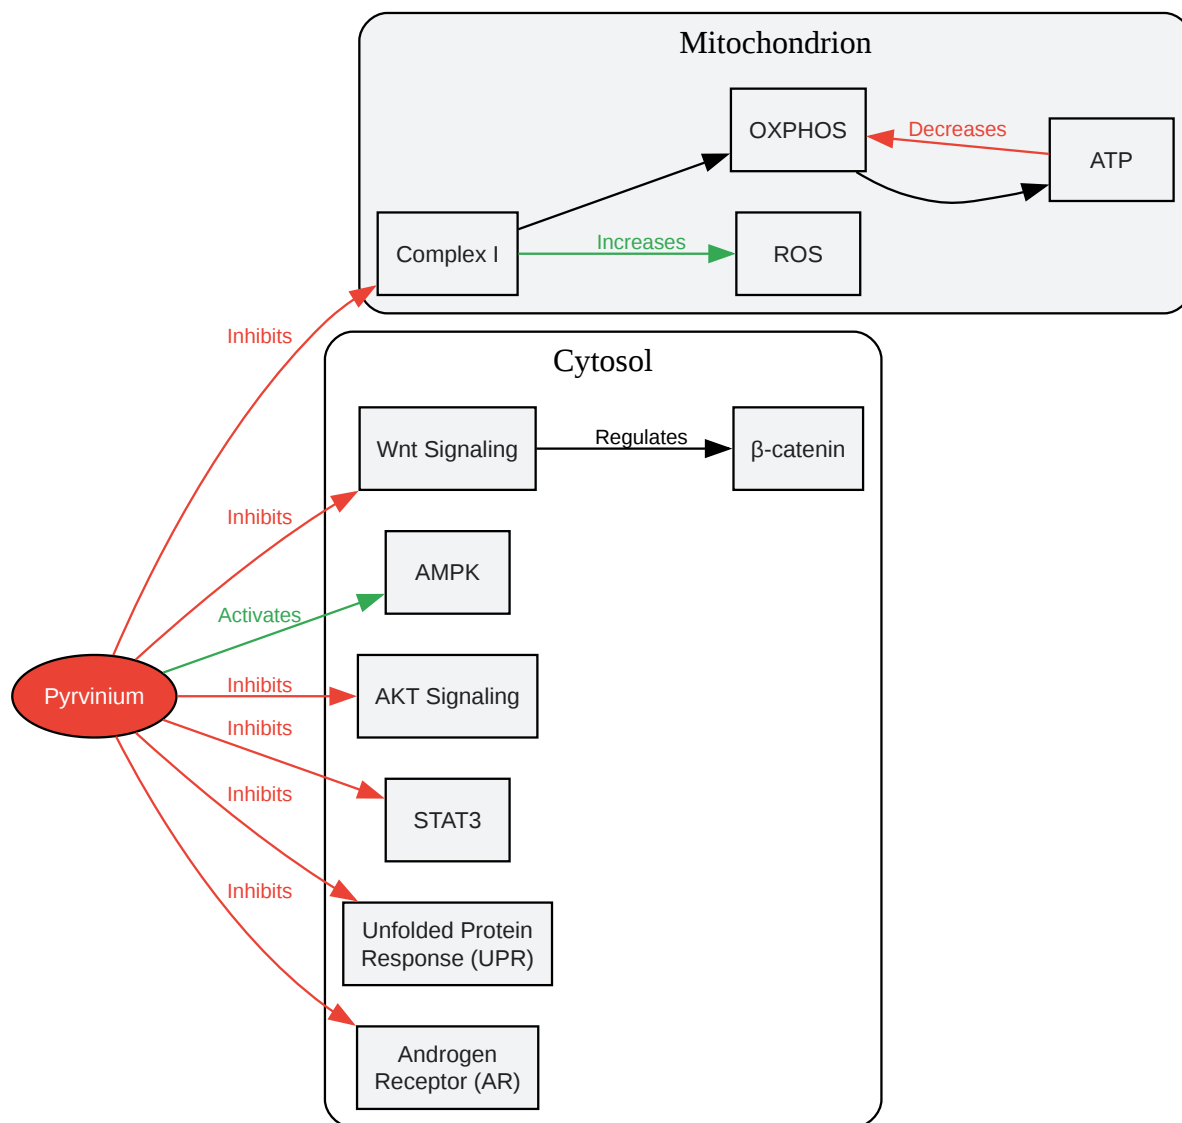 Mitochondrion
OXPHOS
Decreases
ATP
Complex I
Increases
ROS
Inhibits
Cytosol
Wnt Signaling
Regulates
β-catenin
Inhibits
AMPK
Activates
Pyrvinium
Inhibits
AKT Signaling
Inhibits
STAT3
Inhibits
Unfolded Protein
Response (UPR)
Inhibits
Androgen
Receptor (AR)